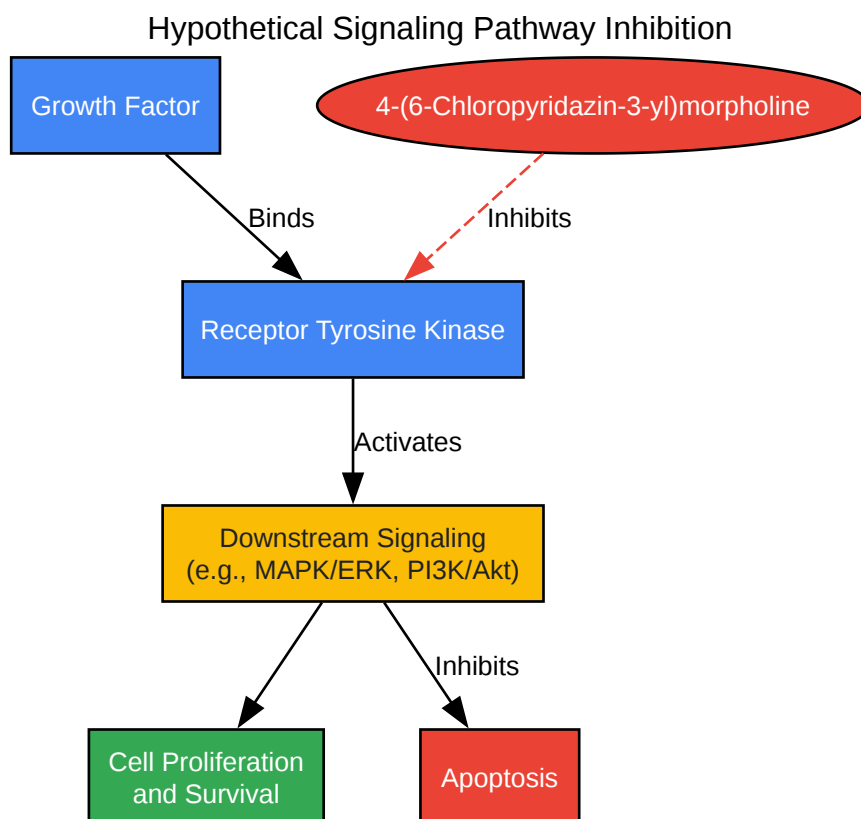 Hypothetical Signaling Pathway Inhibition
Growth Factor
4-(6-Chloropyridazin-3-yl)morpholine
Binds
Inhibits
Receptor Tyrosine Kinase
Activates
Downstream Signaling
(e.g., MAPK/ERK, PI3K/Akt)
Inhibits
Cell Proliferation
and Survival
Apoptosis